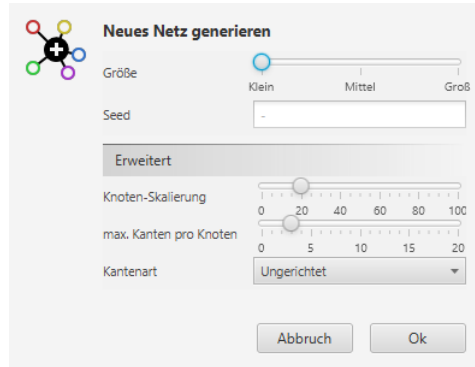 Neues Netz generieren
Größe
Klein Mittel Groß
Seed -
Erweitert
Knoten-Skalierung
0 20 40 60 80 100
max. Kanten pro Knoten
0 5 10 15 20
Kantenart Ungerichtet
Abbruch Ok